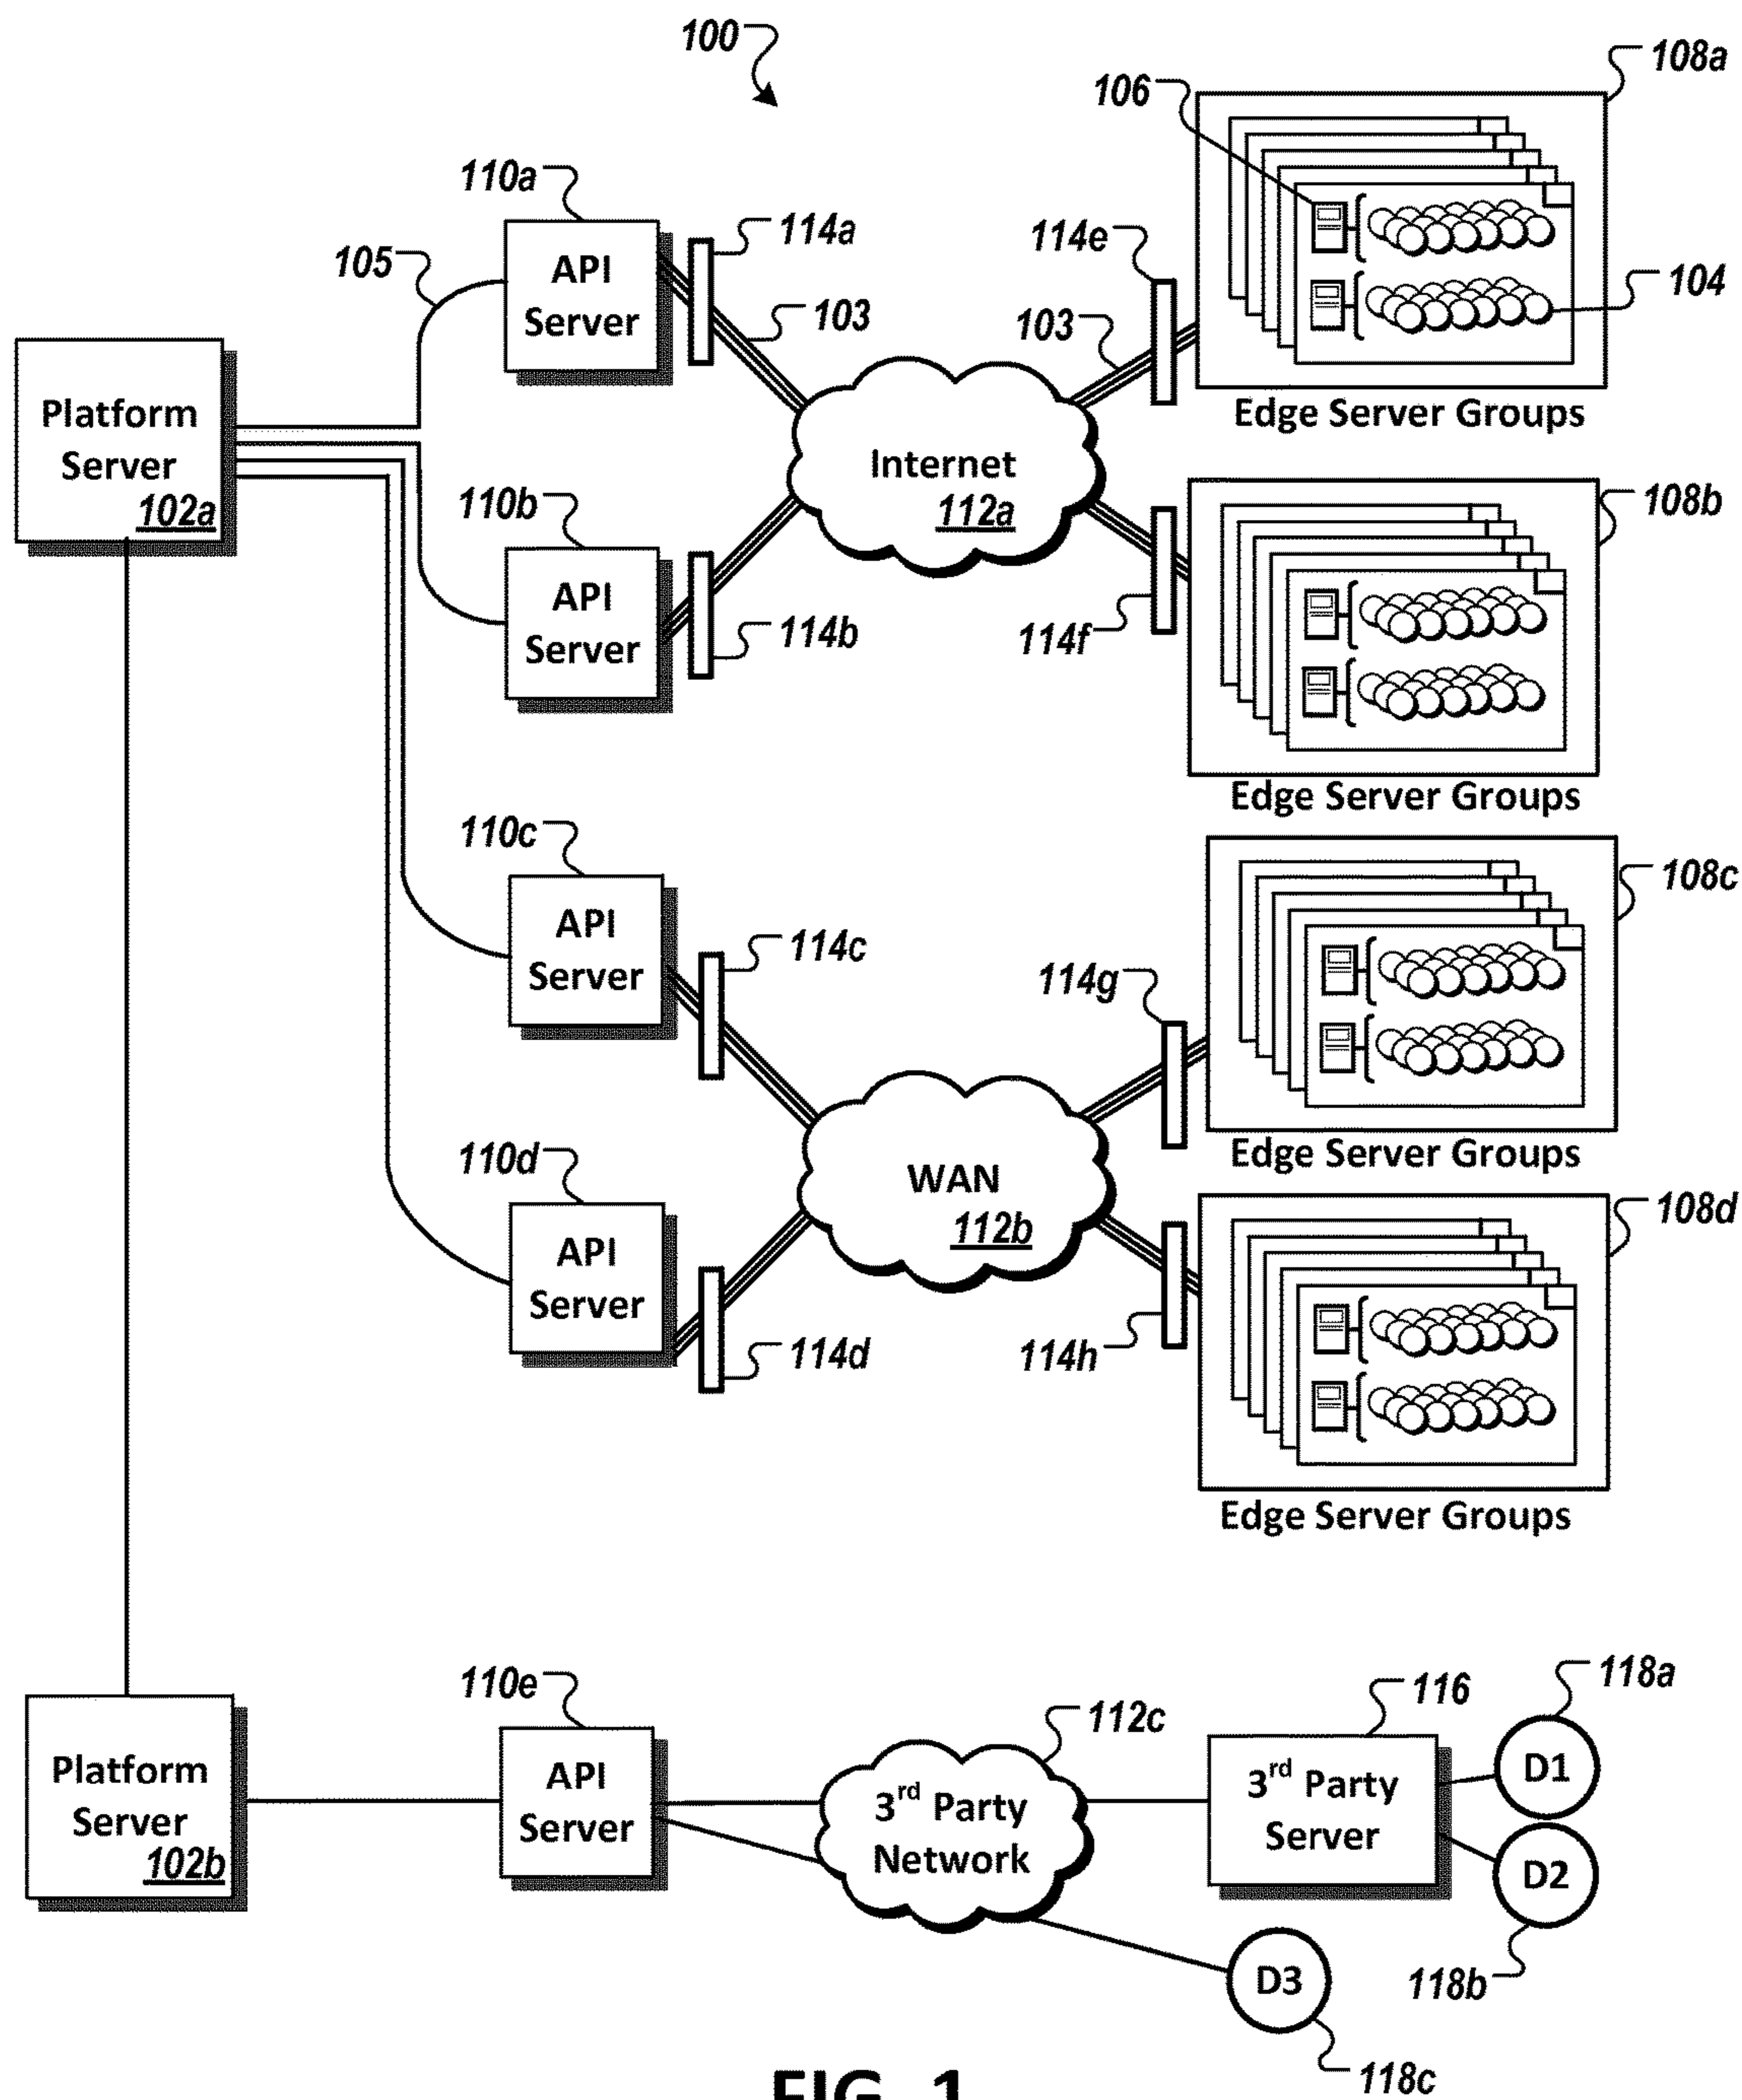 100
108a
106
110a
114a
114e
105
103
103
104
API
Server
Platform
Server
102a
Internet
112a
Edge Server Groups
110b
108b
API
Server
114b
114f
Edge Server Groups
110c
108c
API
Server
114c
114g
110d
WAN
112b
Edge Server Groups
108d
API
Server
114d
114h
Edge Server Groups
110e
112c
116
118a
Platform
Server
102b
API
Server
3rd Party
Network
3rd Party
Server
D1
D2
D3
118b
118c
FIG. 1